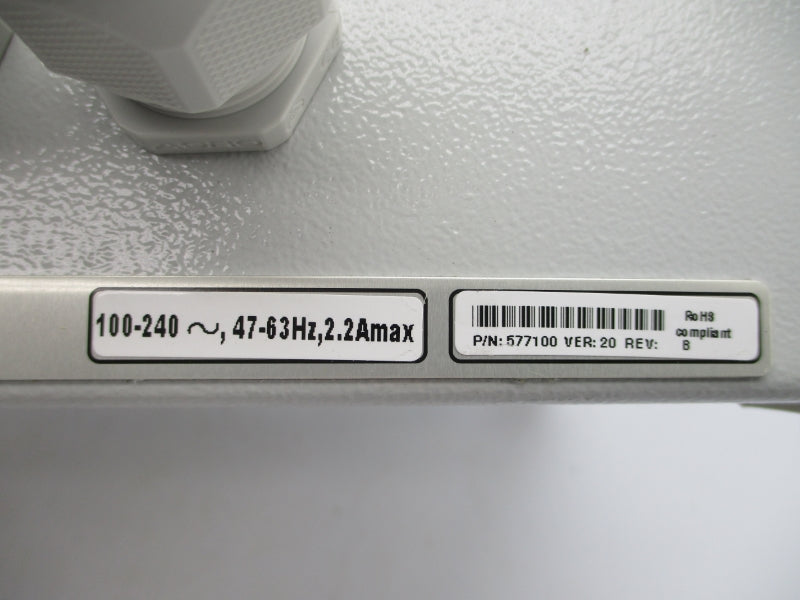 100-240 ～, 47-63Hz,2.2Amax
RoHS
compliant
P/N: 577100 VER: 20 REV: B